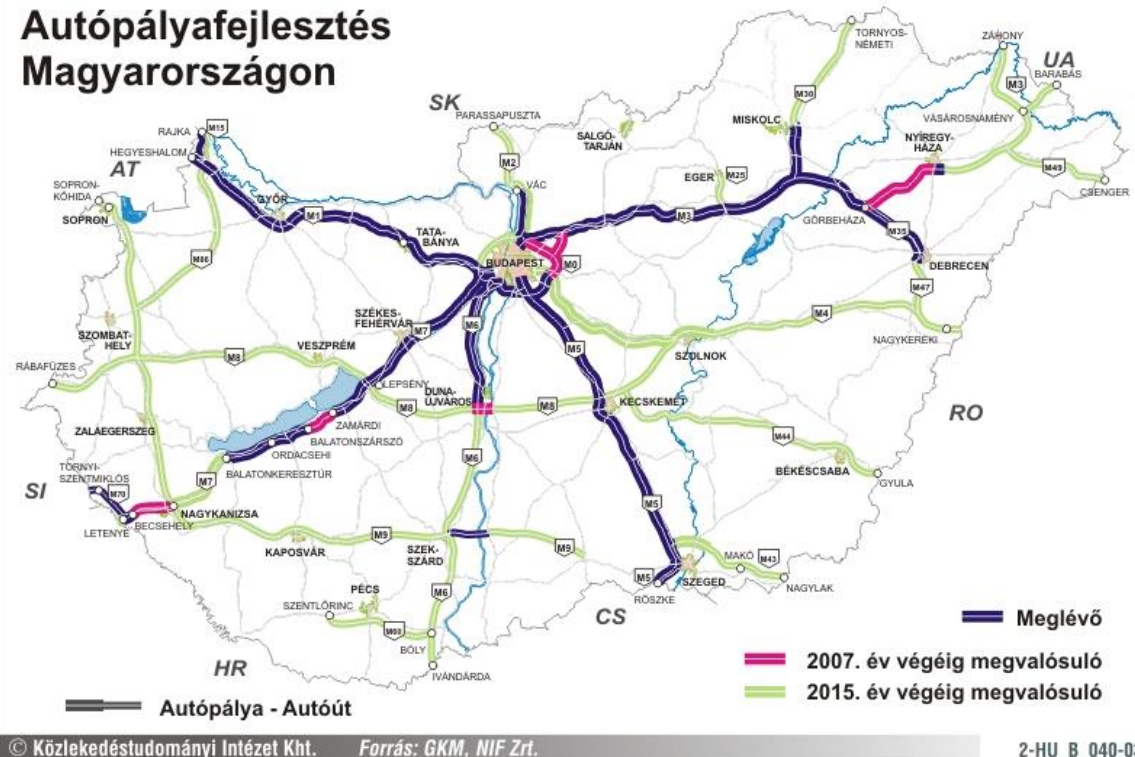 Autópályafejlesztés
Magyarországon
SK
AT
UA
RO
SI
HR
CS
TORNYOS-
NÉMETI
ZÁHONY
BARABÁS
M3
M30
VÁSÁROSNAMÉNY
PARASSAPUSZTA
SALGÓ-
TARJÁN
MISKOLC
NYÍREGY-
HÁZA
RAJKA
M15
HEGYESHALOM
M2
VÁC
EGER
M25
M49
CSENGER
SOPRON-
KŐHIDA
SOPRON
GYŐR
M1
M3
GÖRBEHÁZA
M35
TATA-
BÁNYA
BUDAPEST
M0
DEBRECEN
M86
M47
SZÉKES-
FEHÉRVÁR
M7
M6
M4
SZOMBAT-
HELY
VESZPRÉM
M5
NAGYKEREKI
RÁBAFÜZES
M8
SZOLNOK
LEPSÉNY
DUNA-
ÚJVÁROS
M8
M8
KECSKEMÉT
ZAMÁRDI
ZALAEGERSZEG
BALATONSZÁRSZÓ
M44
ORDACSEHI
M6
BÉKÉSCSABA
TORNYI-
SZENTMIKLÓS
BALATONKERESZTÚR
GYULA
M7
M70
NAGYKANIZSA
BECSEHELY
LETENYE
M5
M9
KAPOSVÁR
SZEK-
SZÁRD
M9
MAKÓ
M43
M5
SZEGED
NAGYLAK
RÖSZKE
PÉCS
M6
SZENTLŐRINC
M60
BÓLY
IVÁNDÁRDA
Meglévő
2007. év végéig megvalósuló
2015. év végéig megvalósuló
Autópálya - Autóút
© Közlekedéstudományi Intézet Kht. Forrás: GKM, NIF Zrt.